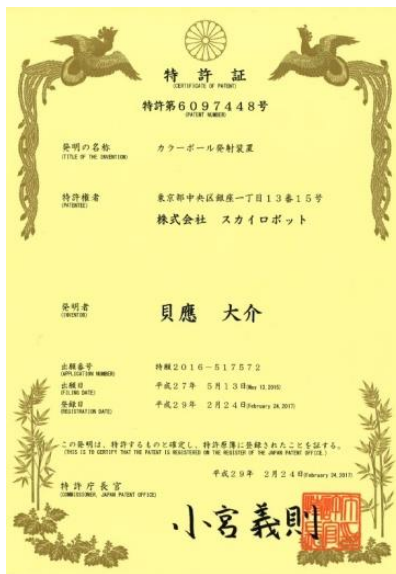 特許証
(CERTIFICATE OF PATENT)
特許第6097448号
(PATENT NUMBER)
発明の名称
(TITLE OF THE INVENTION)
カラーボール発射装置
特許権者
(PATENTEE)
東京都中央区銀座一丁目13番15号
株式会社 スカイロボット
発明者
(INVENTOR)
貝應 大介
出願番号
(APPLICATION NUMBER)
特願2016-517572
出願日
(FILING DATE)
平成27年 5月13日(May 13,2015)
登録日
(REGISTRATION DATE)
平成29年 2月24日(February 24,2017)
この発明は、特許するものと確定し、特許原簿に登録されたことを証する。
(THIS IS TO CERTIFY THAT THE PATENT IS REGISTERED ON THE REGISTER OF THE JAPAN PATENT OFFICE.)
平成29年 2月24日(February 24,2017)
特許庁長官
(COMMISSIONER, JAPAN PATENT OFFICE)
小宮義則